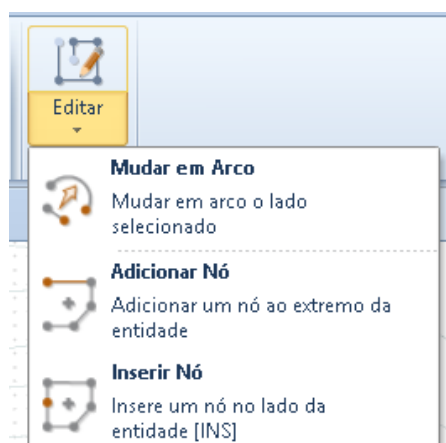 Editar
Mudar em Arco
Mudar em arco o lado
selecionado
Adicionar Nó
Adicionar um nó ao extremo da
entidade
Inserir Nó
Insere um nó no lado da
entidade [INS]